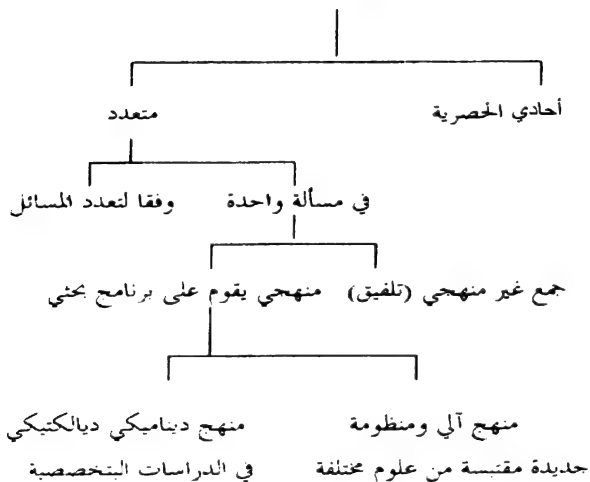 أحادي الحصرية
متعدد
في مسألة واحدة
وفقا لتعدد المسائل
جمع غير منهجي (تلفيق)
منهجي يقوم على برنامج بحثي
منهج آلي ومنظومة
جديدة مقتبسة من علوم مختلفة
منهج ديناميكي ديالكتيكي
في الدراسات التخصصية